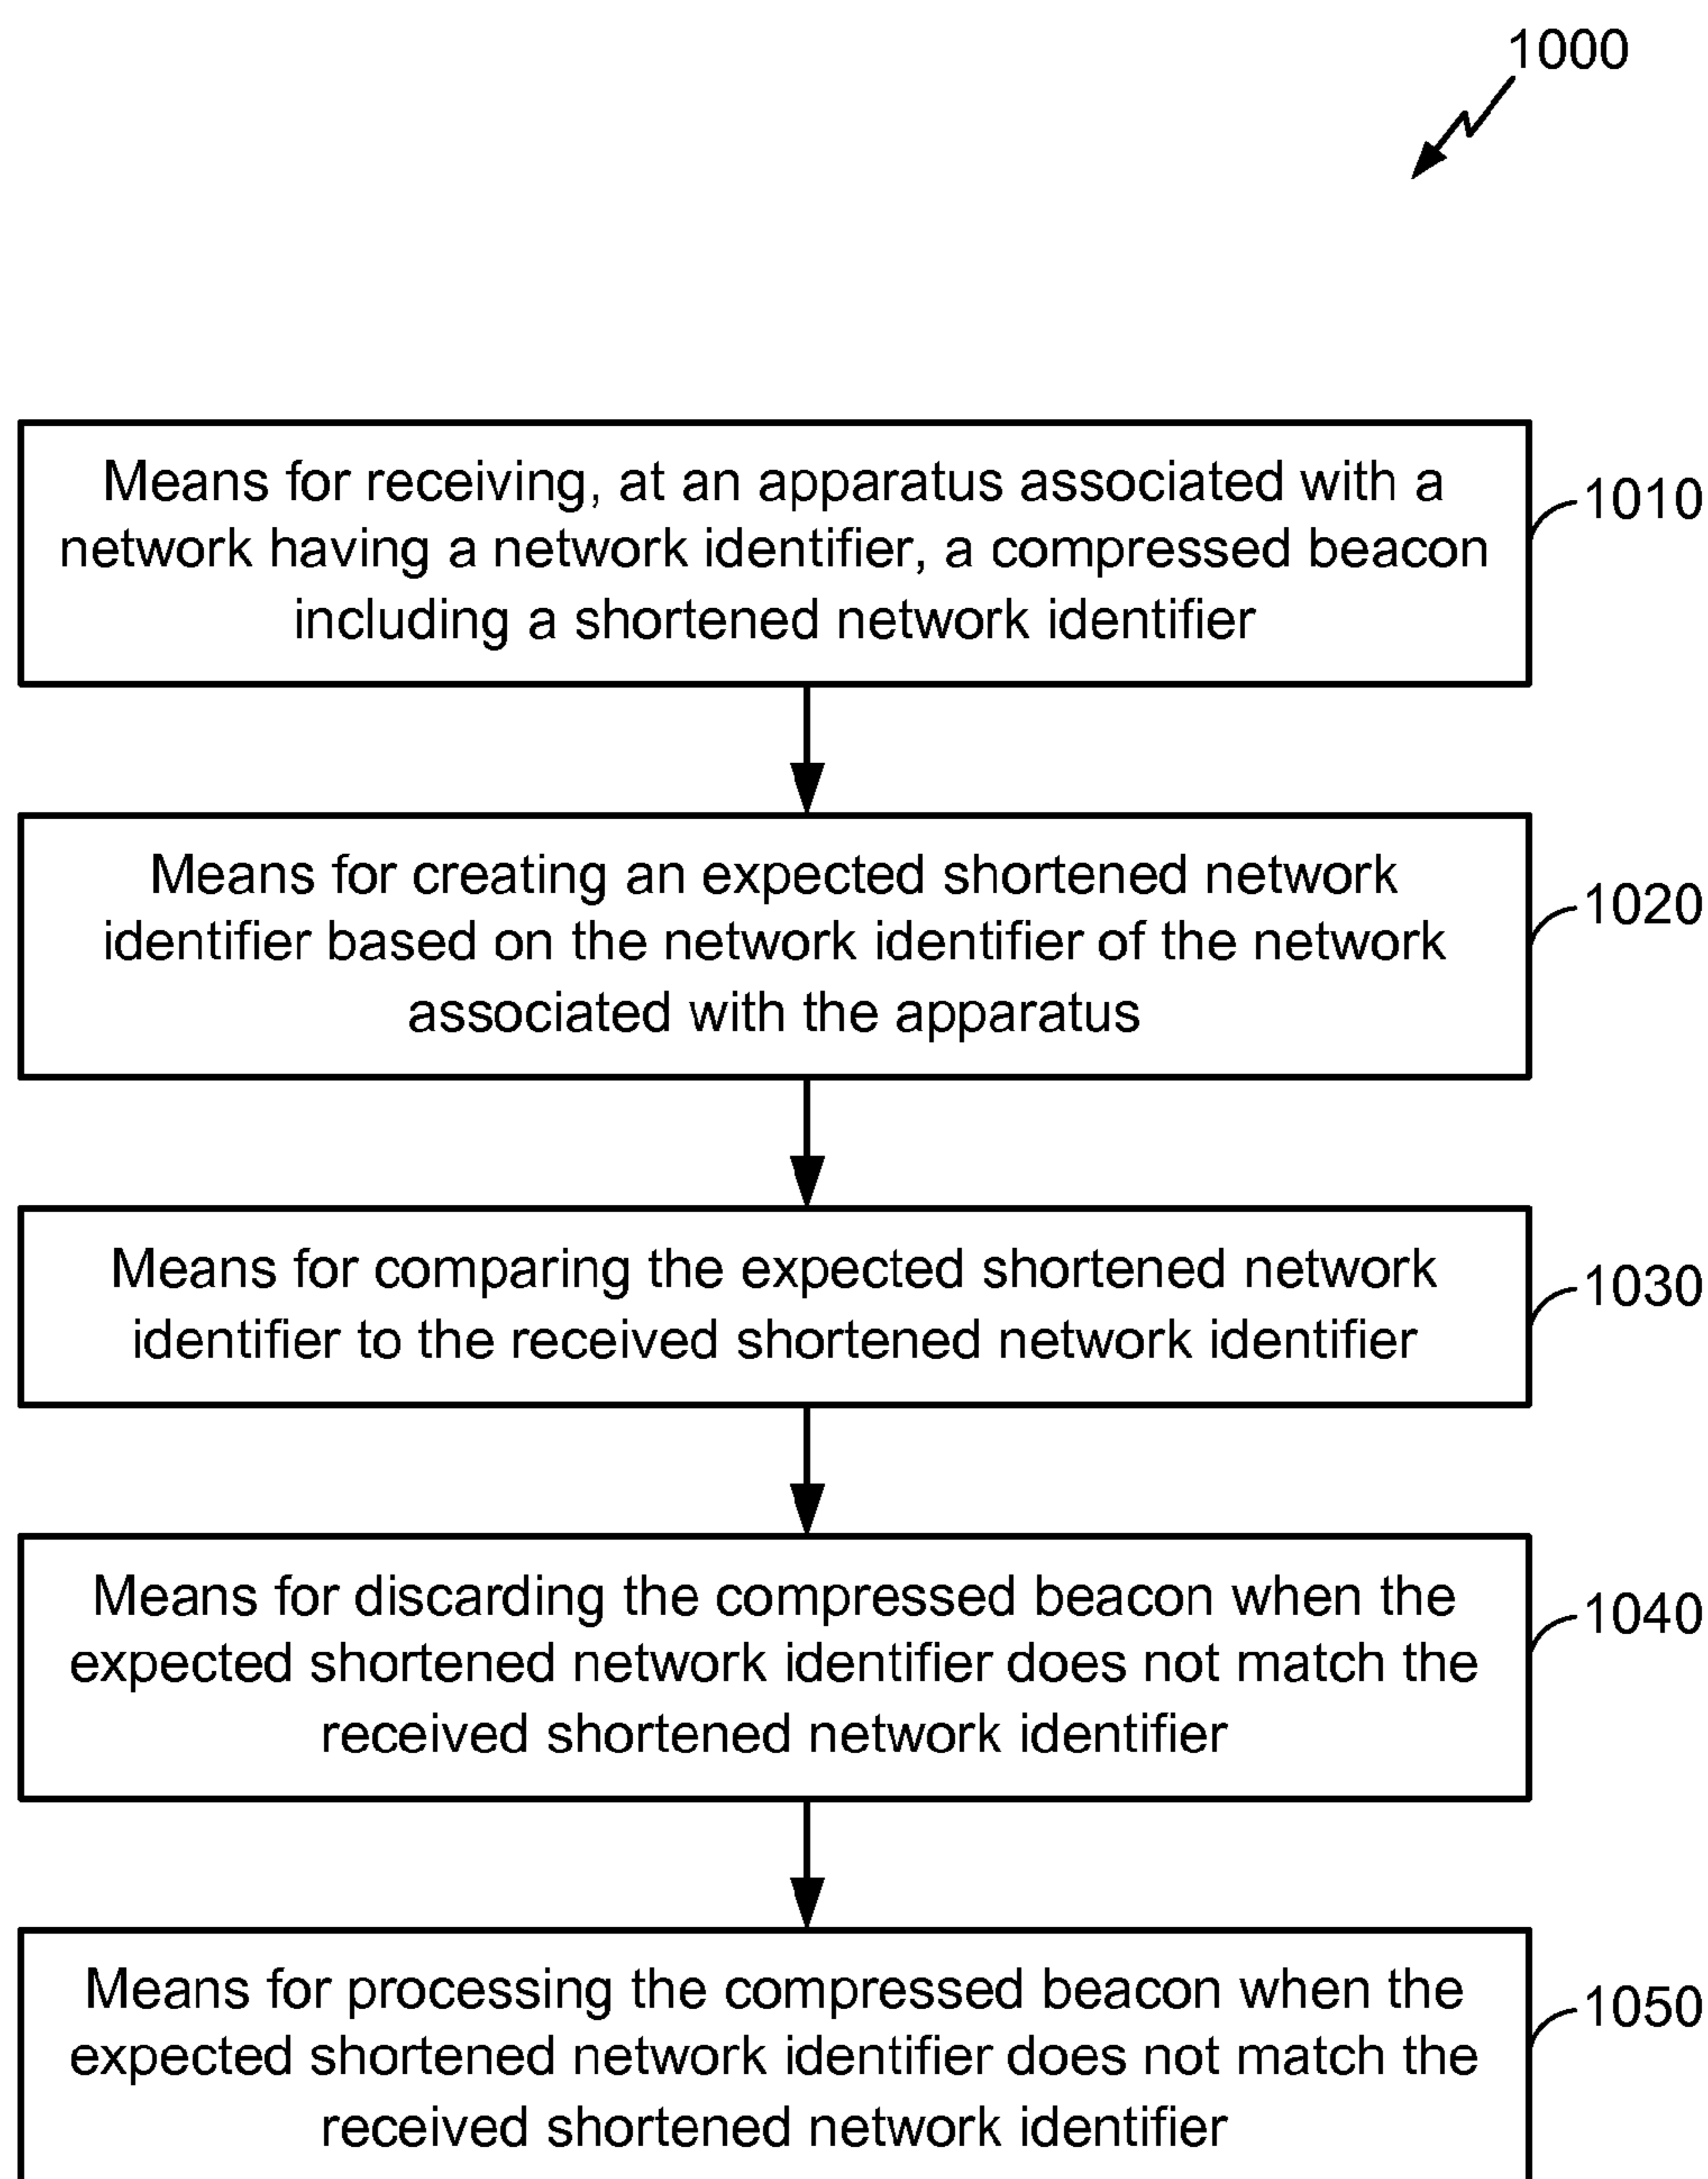 1000
Means for receiving, at an apparatus associated with a
network having a network identifier, a compressed beacon
including a shortened network identifier
1010
Means for creating an expected shortened network
identifier based on the network identifier of the network
associated with the apparatus
1020
Means for comparing the expected shortened network
identifier to the received shortened network identifier
1030
Means for discarding the compressed beacon when the
expected shortened network identifier does not match the
received shortened network identifier
1040
Means for processing the compressed beacon when the
expected shortened network identifier does not match the
received shortened network identifier
1050